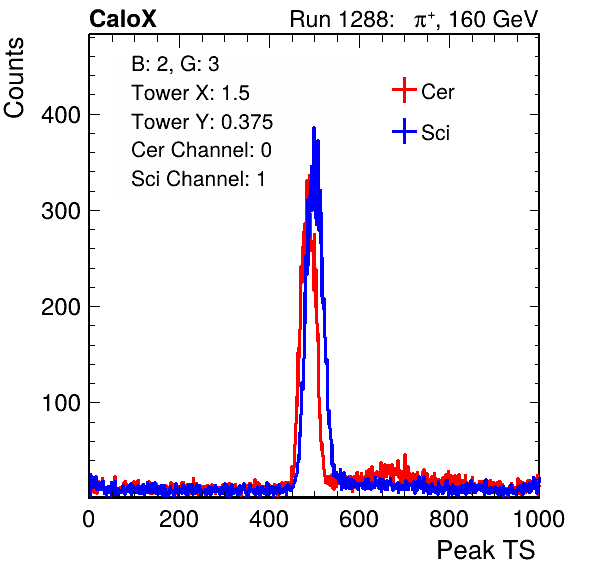 CaloX Run 1288: π⁺, 160 GeV
Counts
B: 2, G: 3
Tower X: 1.5
Tower Y: 0.375
Cer Channel: 0
Sci Channel: 1
Cer
Sci
400
300
200
100
0 200 400 600 800 1000
Peak TS